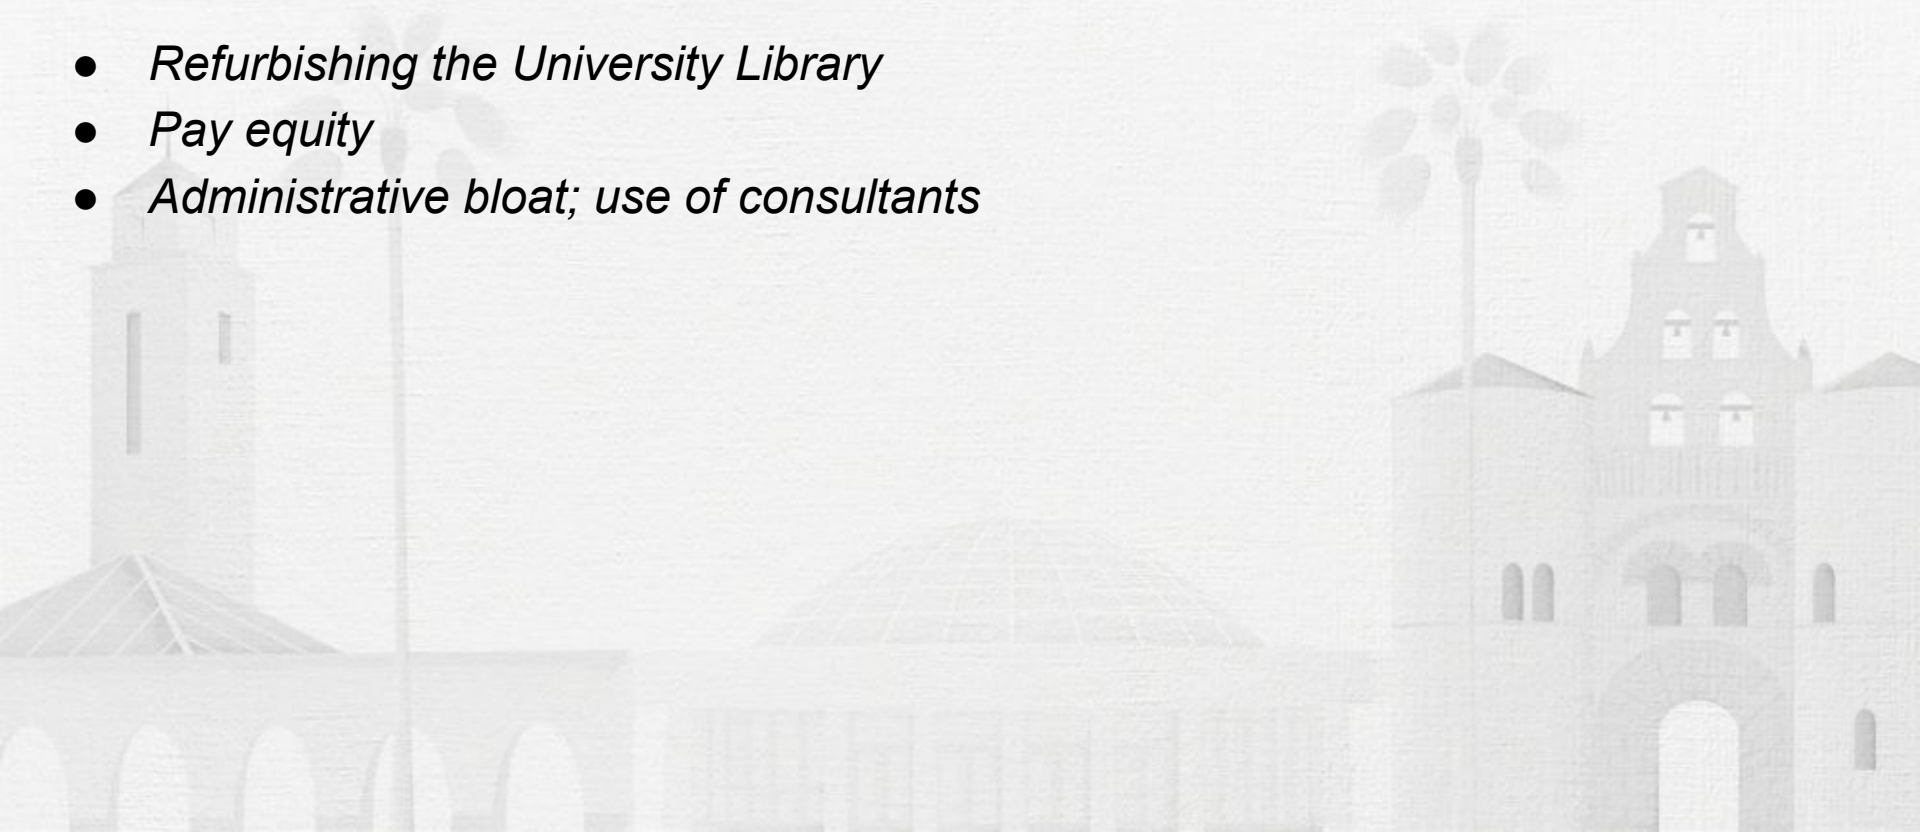 ● Refurbishing the University Library
● Pay equity
● Administrative bloat; use of consultants